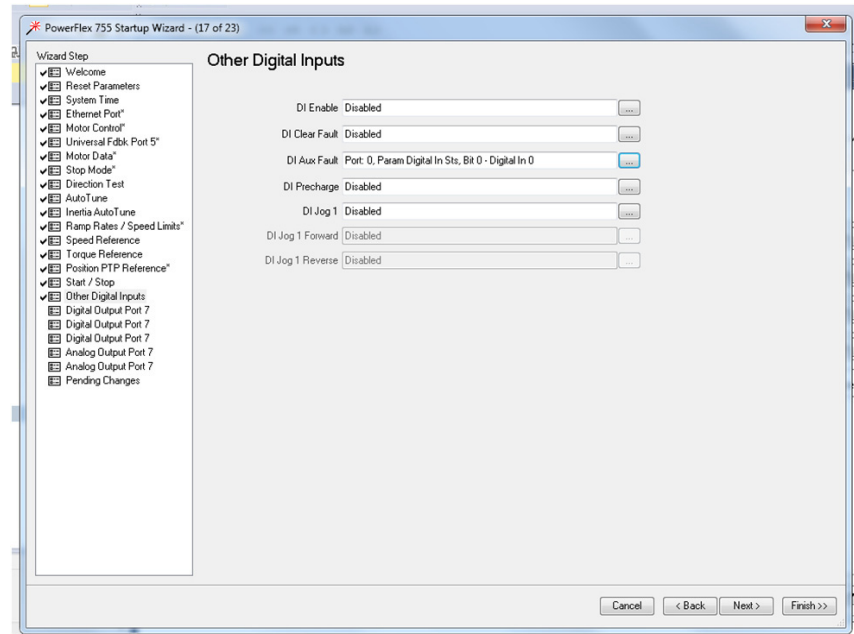 PowerFlex 755 Startup Wizard - (17 of 23)
Wizard Step
Welcome
Reset Parameters
System Time
Ethernet Port*
Motor Control*
Universal Fdbk Port 5*
Motor Data*
Stop Mode*
Direction Test
AutoTune
Inertia AutoTune
Ramp Rates / Speed Limits*
Speed Reference
Torque Reference
Position PTP Reference*
Start / Stop
Other Digital Inputs
Digital Output Port 7
Digital Output Port 7
Digital Output Port 7
Analog Output Port 7
Analog Output Port 7
Pending Changes
Other Digital Inputs
DI Enable Disabled ...
DI Clear Fault Disabled ...
DI Aux Fault Port: 0, Param Digital In Sts, Bit 0 - Digital In 0 ...
DI Precharge Disabled ...
DI Jog 1 Disabled ...
DI Jog 1 Forward Disabled ...
DI Jog 1 Reverse Disabled ...
Cancel < Back Next > Finish >>